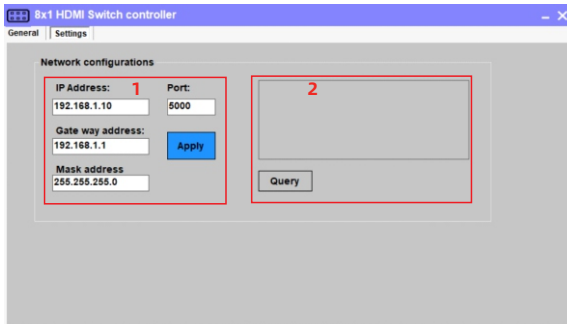 8x1 HDMI Switch controller
General Settings
Network configurations
IP Address: 1 Port:
192.168.1.10 5000
Gate way address:
192.168.1.1
Apply
Mask address
255.255.255.0
2
Query